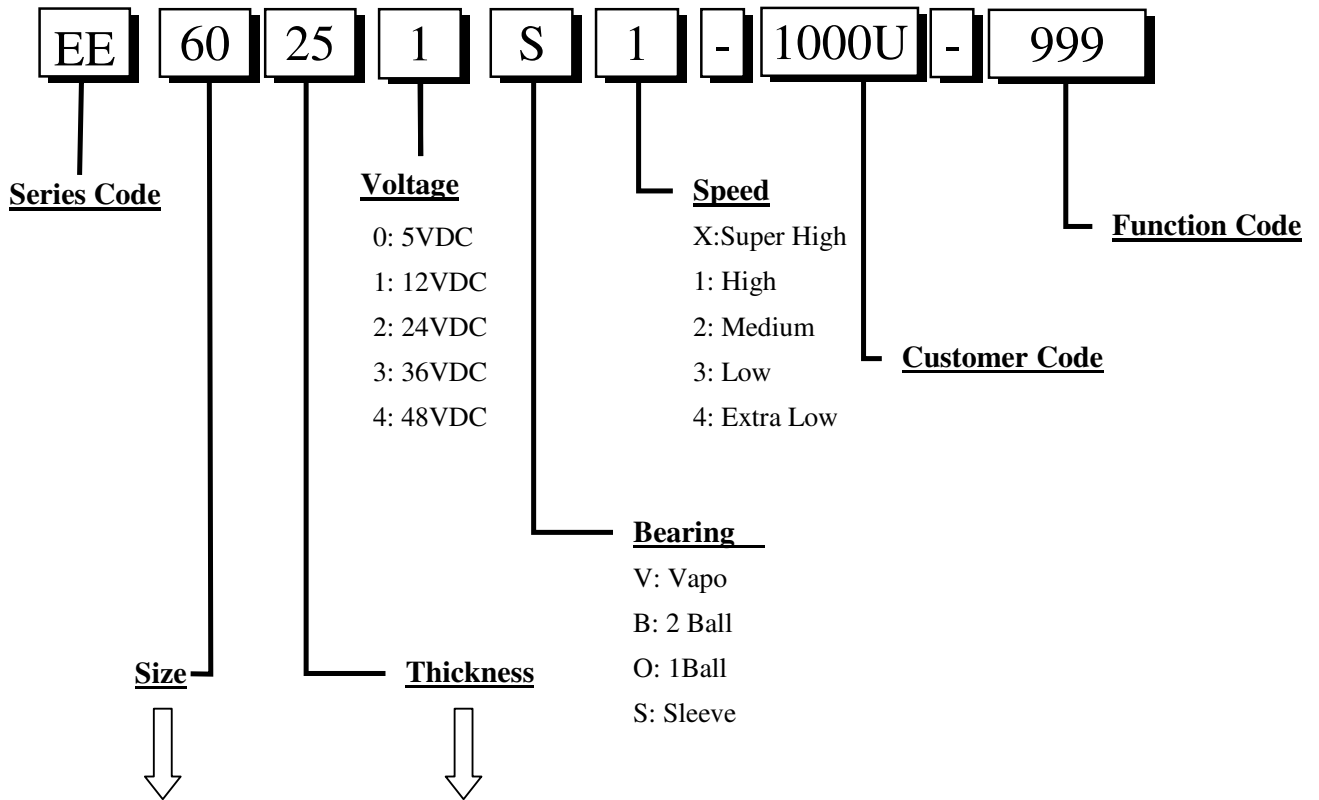 EE 60 25 1 S 1 - 1000U - 999
Series Code
Voltage
0: 5VDC
1: 12VDC
2: 24VDC
3: 36VDC
4: 48VDC
Speed
X:Super High
1: High
2: Medium
3: Low
4: Extra Low
Function Code
Customer Code
Bearing
V: Vapo
B: 2 Ball
O: 1Ball
S: Sleeve
Size
Thickness